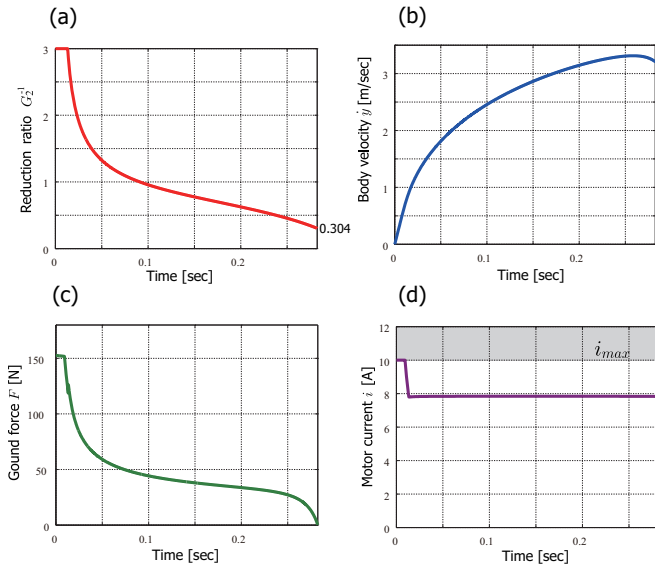 (a)
3
2
1
0
0
0.1
0.2
0.304
Reduction ratio G₂⁻¹
Time [sec]
(b)
3
2
1
0
0
0.1
0.2
Body velocity ẏ [m/sec]
Time [sec]
(c)
150
100
50
0
0
0.1
0.2
Gound force F [N]
Time [sec]
(d)
12
10
8
6
4
2
0
0
0.1
0.2
i_max
Motor current i [A]
Time [sec]